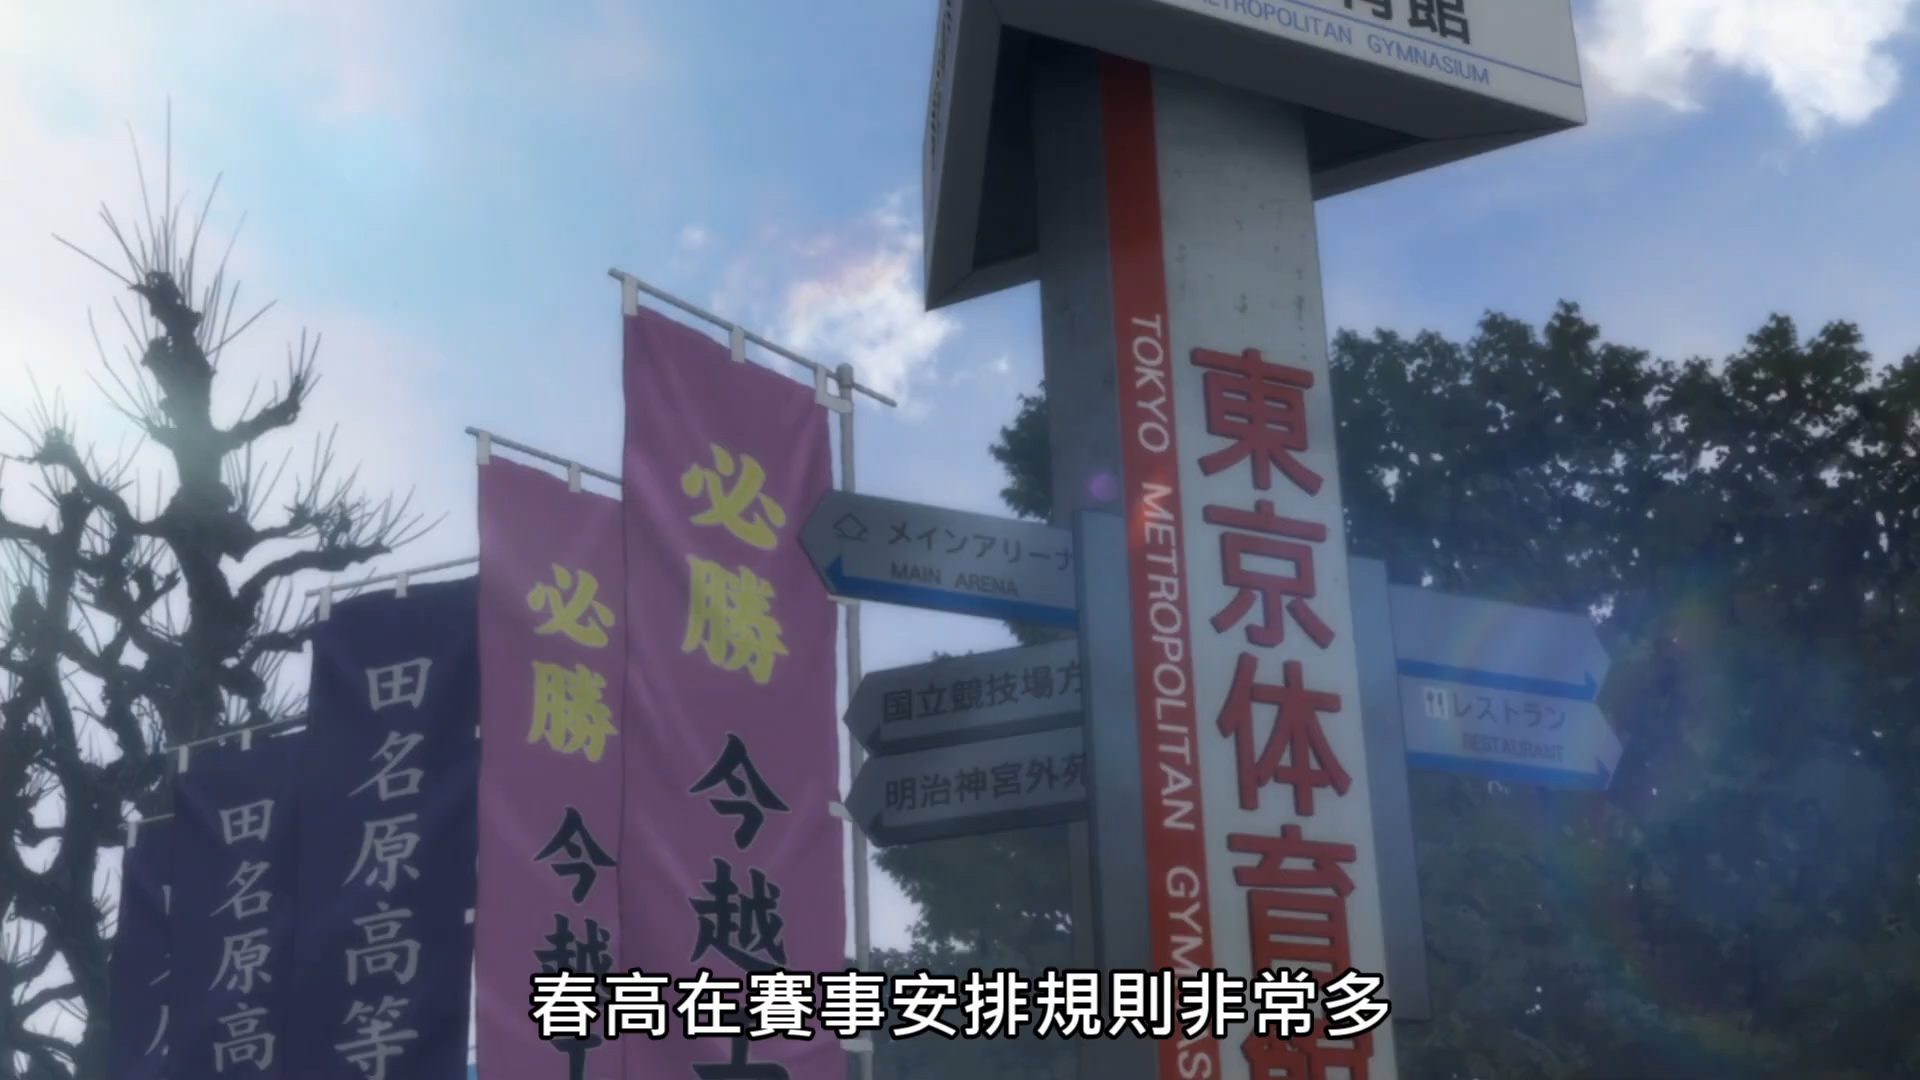 METROPOLITAN GYMNASIUM
TOKYO METROPOLITAN GYMNAS
東京体育館
メインアリーナ
MAIN ARENA
国立競技場方
明治神宮外苑
レストラン
RESTAURANT
必勝 今越
必勝 今越
田名原高等
田名原高
春高在賽事安排規則非常多